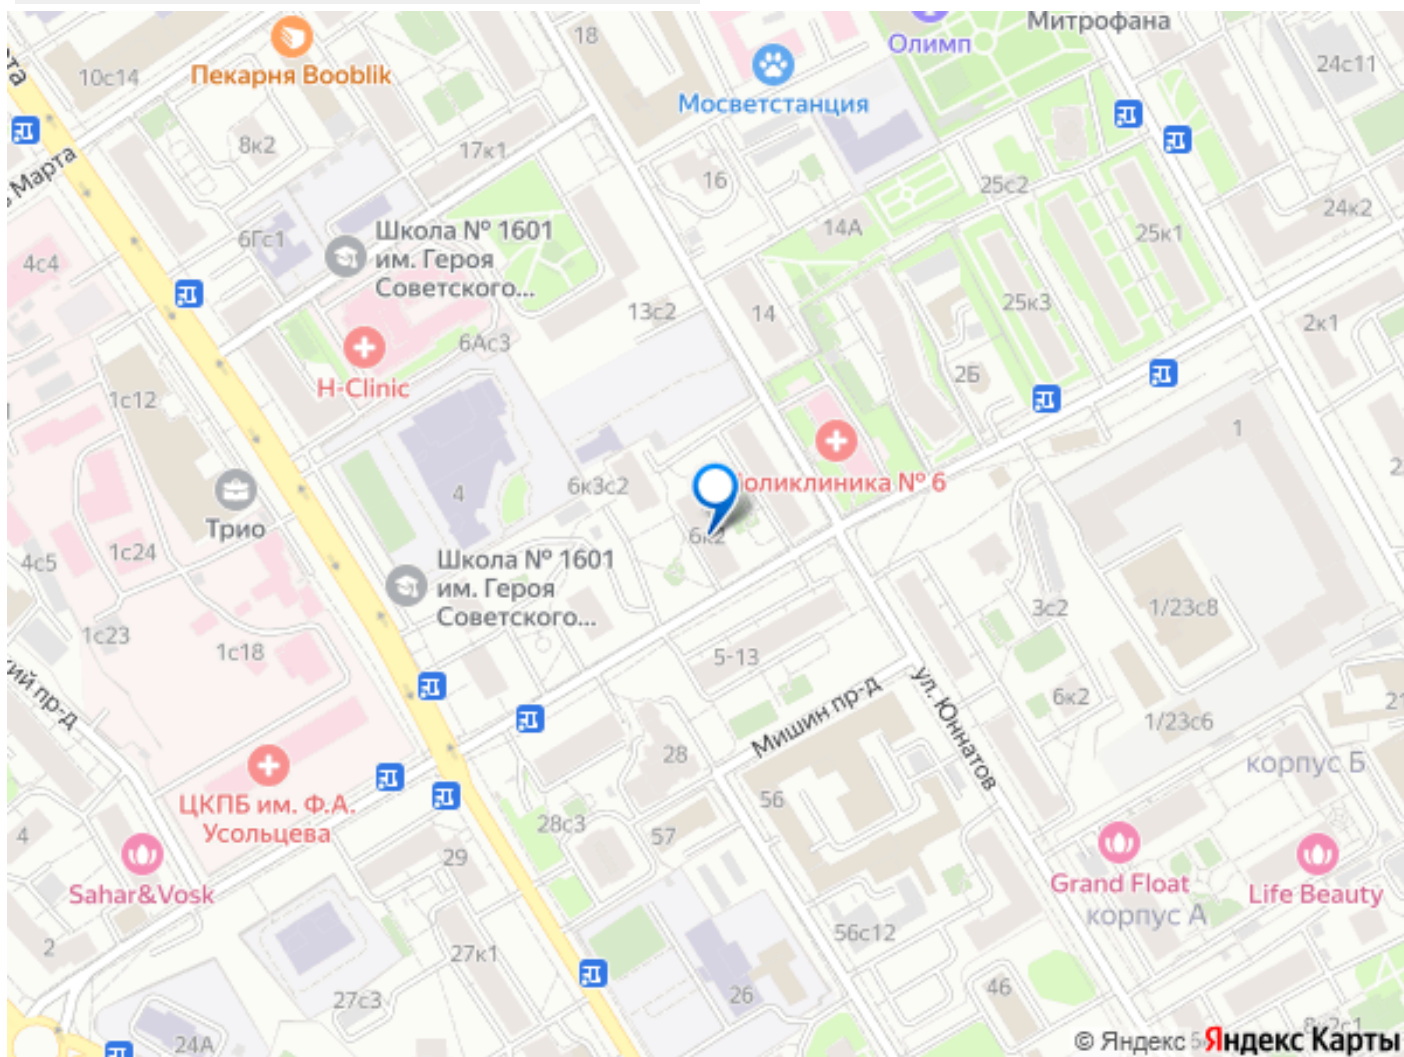 Митрофана
18
Олимп
10с14
Пекарня Booblik
24с11
Мосветстанция
8к2
17к1
Марта
16
25с2
24к2
14А
6Гс1
Школа № 1601
им. Героя
Советского...
25к1
4с4
13с2
14
25к3
2к1
6Ас3
H-Clinic
2Б
1с12
1
4
6к3с2
оликлиника № 6
Трио
6к2
4с5
1с24
Школа № 1601
им. Героя
Советского...
3с2
1/23с8
1с23
1с18
5-13
ул. Юннатов
6к2
Мишин пр-д
1/23с6
28
корпус Б
ЦКПБ им. Ф.А.
Усольцева
56
28с3
57
4
29
Sahar&Vosk
Grand Float
корпус А
Life Beauty
2
27к1
56с12
27с3
26
46
24А
© Яндекс
Яндекс Карты